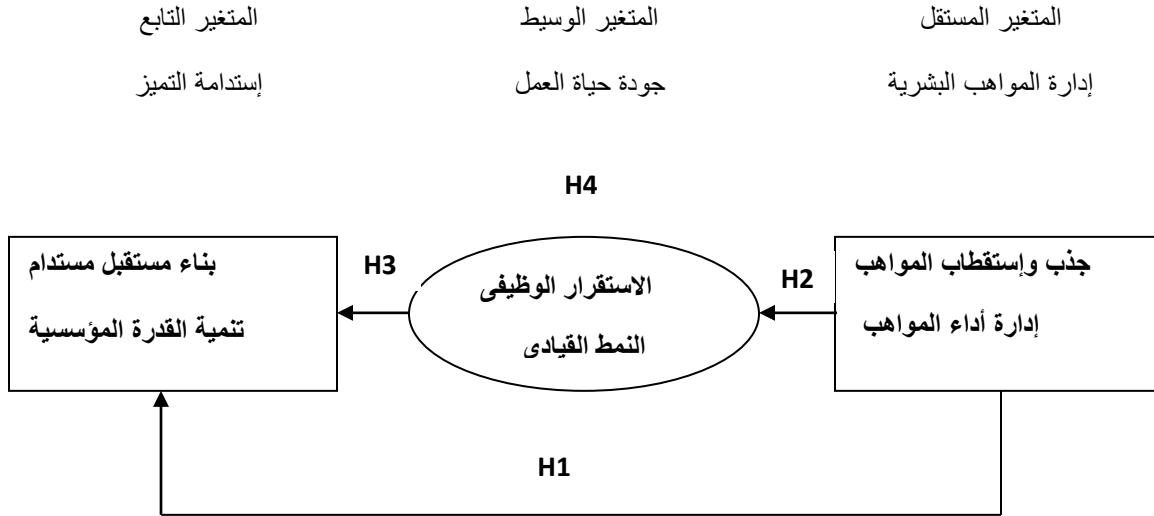 المتغير المستقل
المتغير الوسيط
المتغير التابع
إدارة المواهب البشرية
جودة حياة العمل
إستدامة التميز
H4
جذب وإستقطاب المواهب
إدارة أداء المواهب
H2
الاستقرار الوظيفى
النمط القيادى
H3
بناء مستقبل مستدام
تنمية القدرة المؤسسية
H1